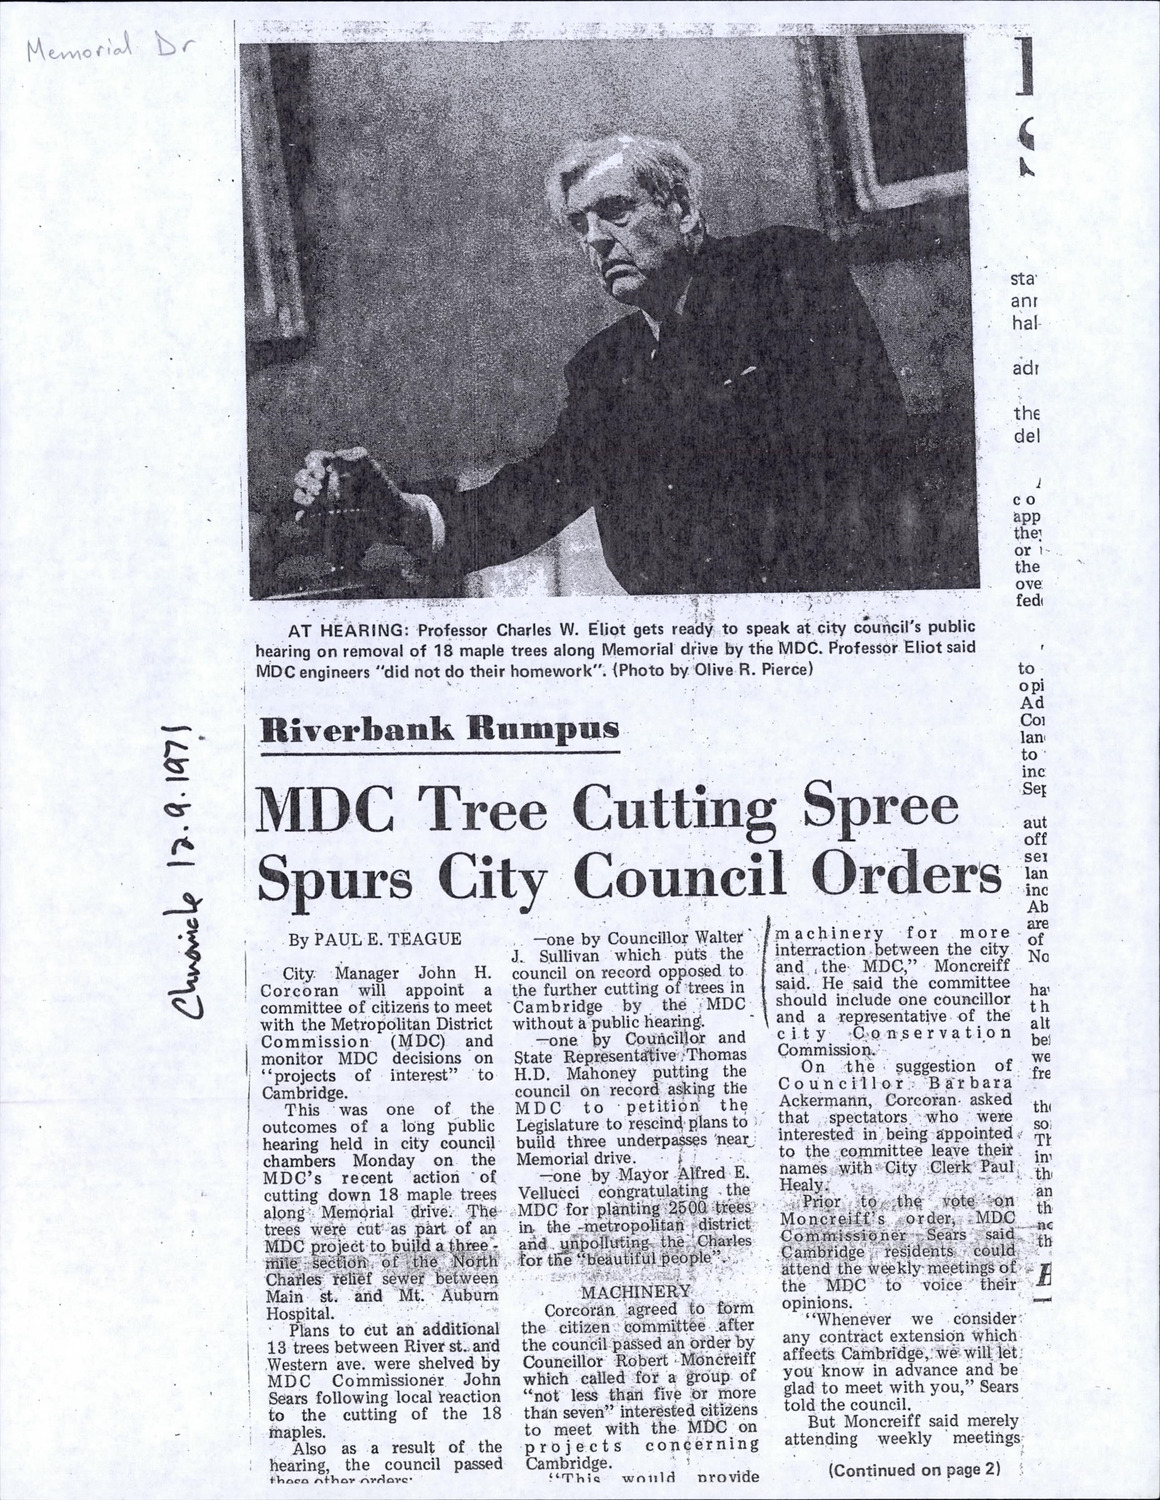 Memorial Dr
AT HEARING: Professor Charles W. Eliot gets ready to speak at city council's public
hearing on removal of 18 maple trees along Memorial drive by the MDC. Professor Eliot said
MDC engineers "did not do their homework". (Photo by Olive R. Pierce)
Chronicle 12.9.1971
Riverbank Rumpus
MDC Tree Cutting Spree
Spurs City Council Orders
By PAUL E. TEAGUE
City Manager John H.
Corcoran will appoint a
committee of citizens to meet
with the Metropolitan District
Commission (MDC) and
monitor MDC decisions on
"projects of interest" to
Cambridge.
This was one of the
outcomes of a long public
hearing held in city council
chambers Monday on the
MDC's recent action of
cutting down 18 maple trees
along Memorial drive. The
trees were cut as part of an
MDC project to build a three-
mile section of the North
Charles relief sewer between
Main st. and Mt. Auburn
Hospital.
Plans to cut an additional
13 trees between River st. and
Western ave. were shelved by
MDC Commissioner John
Sears following local reaction
to the cutting of the 18
maples.
Also as a result of the
hearing, the council passed
these other orders:
—one by Councillor Walter
J. Sullivan which puts the
council on record opposed to
the further cutting of trees in
Cambridge by the MDC
without a public hearing.
—one by Councillor and
State Representative Thomas
H.D. Mahoney putting the
council on record asking the
MDC to petition the
Legislature to rescind plans to
build three underpasses near
Memorial drive.
—one by Mayor Alfred E.
Vellucci congratulating the
MDC for planting 2500 trees
in the metropolitan district
and unpolluting the Charles
for the "beautiful people".
MACHINERY
Corcoran agreed to form
the citizen committee after
the council passed an order by
Councillor Robert Moncreiff
which called for a group of
"not less than five or more
than seven" interested citizens
to meet with the MDC on
projects concerning
Cambridge.
"This would provide
machinery for more
interraction between the city
and the MDC," Moncreiff
said. He said the committee
should include one councillor
and a representative of the
city Conservation
Commission.
On the suggestion of
Councillor Barbara
Ackermann, Corcoran asked
that spectators who were
interested in being appointed
to the committee leave their
names with City Clerk Paul
Healy.
Prior to the vote on
Moncreiff's order, MDC
Commissioner Sears said
Cambridge residents could
attend the weekly meetings of
the MDC to voice their
opinions.
"Whenever we consider
any contract extension which
affects Cambridge, we will let
you know in advance and be
glad to meet with you," Sears
told the council.
But Moncreiff said merely
attending weekly meetings
(Continued on page 2)